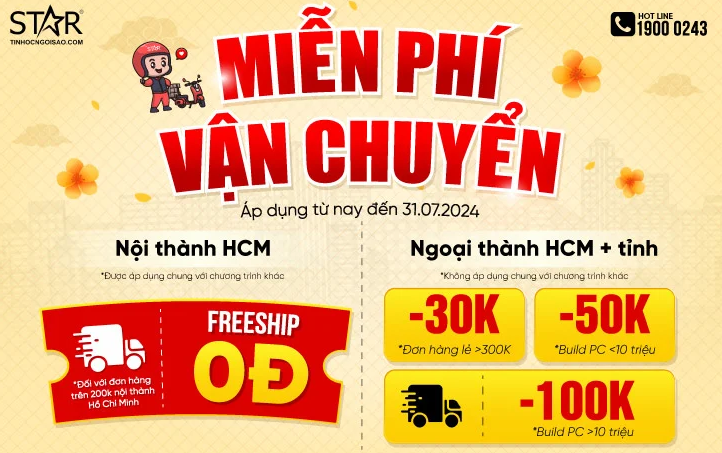 STAR
TINHOCNGOISAO.COM
HOT LINE
1900 0243
MIỄN PHÍ
VẬN CHUYỂN
Áp dụng từ nay đến 31.07.2024
Nội thành HCM
*Được áp dụng chung với chương trình khác
FREESHIP
0Đ
*Đối với đơn hàng
trên 200k nội thành
Hồ Chí Minh
Ngoại thành HCM + tỉnh
*Không áp dụng chung với chương trình khác
-30K
*Đơn hàng lẻ >300K
-50K
*Build PC <10 triệu
-100K
*Build PC >10 triệu